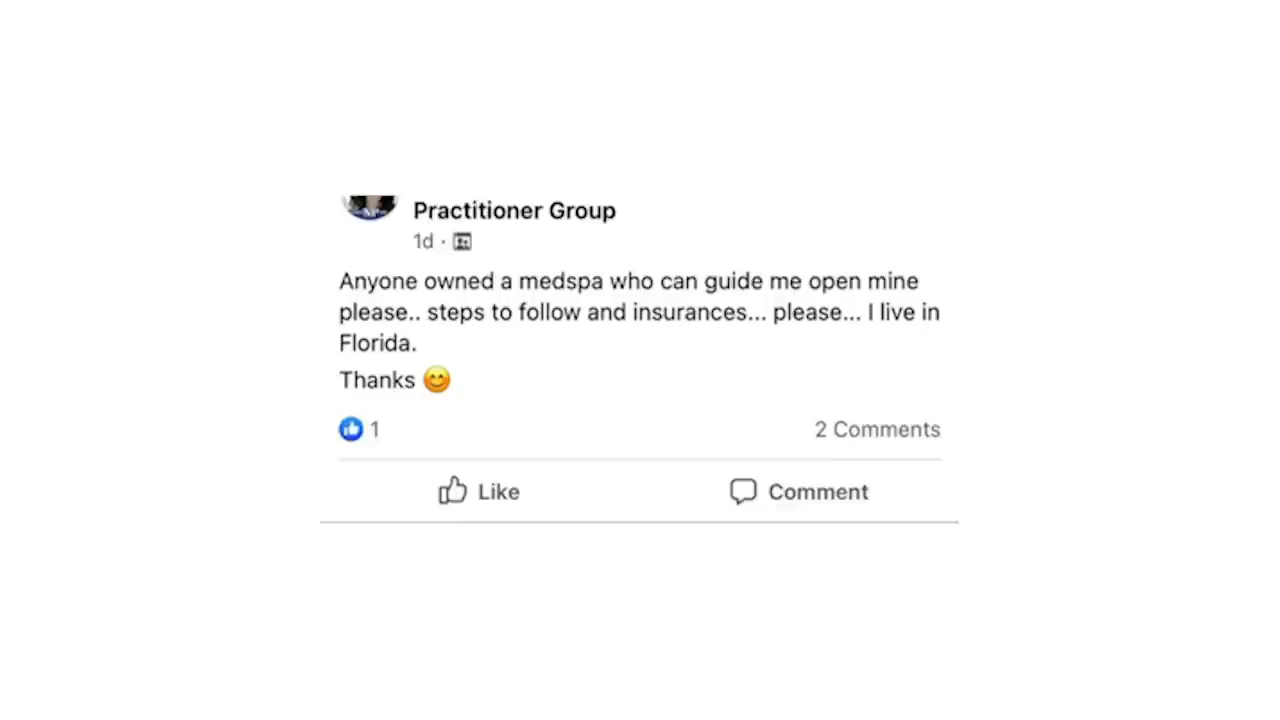 Practitioner Group
1d ·
Anyone owned a medspa who can guide me open mine
please.. steps to follow and insurances... please... I live in
Florida.
Thanks 😊
1
2 Comments
Like
Comment